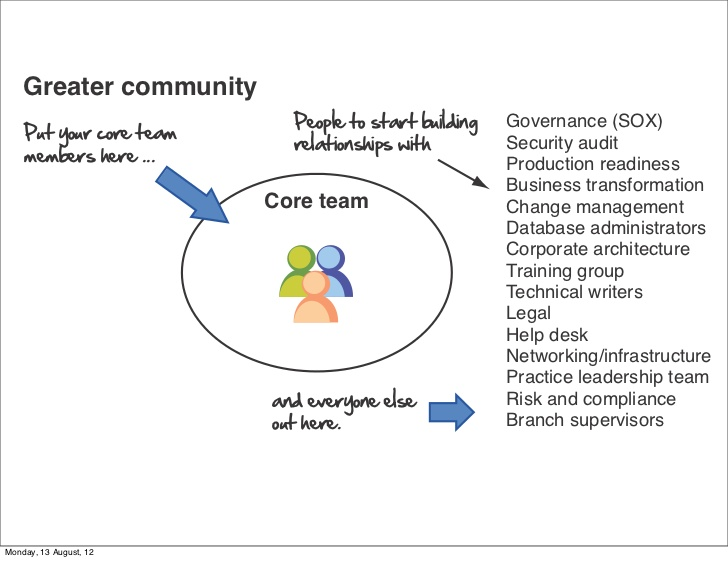 Greater community
Put your core team
members here ...
People to start building
relationships with
Core team
and everyone else
out here.
Governance (SOX)
Security audit
Production readiness
Business transformation
Change management
Database administrators
Corporate architecture
Training group
Technical writers
Legal
Help desk
Networking/infrastructure
Practice leadership team
Risk and compliance
Branch supervisors
Monday, 13 August, 12